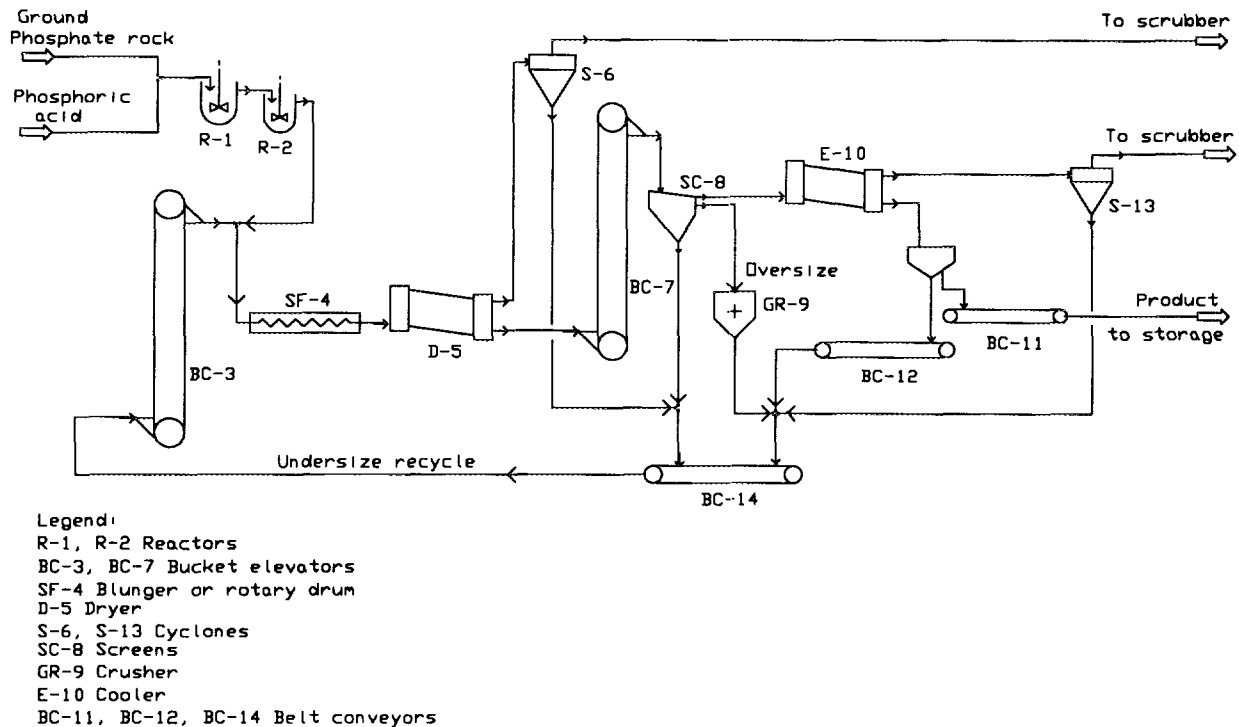 Ground
Phosphate rock
Phosphoric
acid
R-1
R-2
S-6
To scrubber
To scrubber
E-10
SC-8
S-13
BC-3
SF-4
D-5
BC-7
Oversize
GR-9
Product
to storage
BC-11
BC-12
Undersize recycle
BC-14
Legend:
R-1, R-2 Reactors
BC-3, BC-7 Bucket elevators
SF-4 Blunger or rotary drum
D-5 Dryer
S-6, S-13 Cyclones
SC-8 Screens
GR-9 Crusher
E-10 Cooler
BC-11, BC-12, BC-14 Belt conveyors